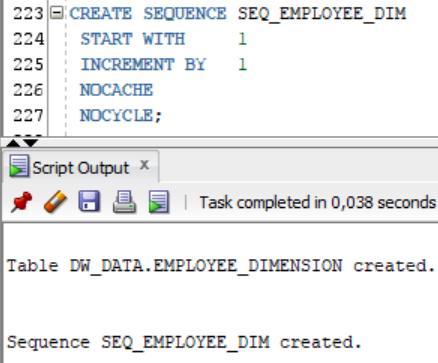 223 CREATE SEQUENCE SEQ_EMPLOYEE_DIM
224 START WITH 1
225 INCREMENT BY 1
226 NOCACHE
227 NOCYCLE;
Script Output x
Task completed in 0,038 seconds
Table DW_DATA.EMPLOYEE_DIMENSION created.
Sequence SEQ_EMPLOYEE_DIM created.